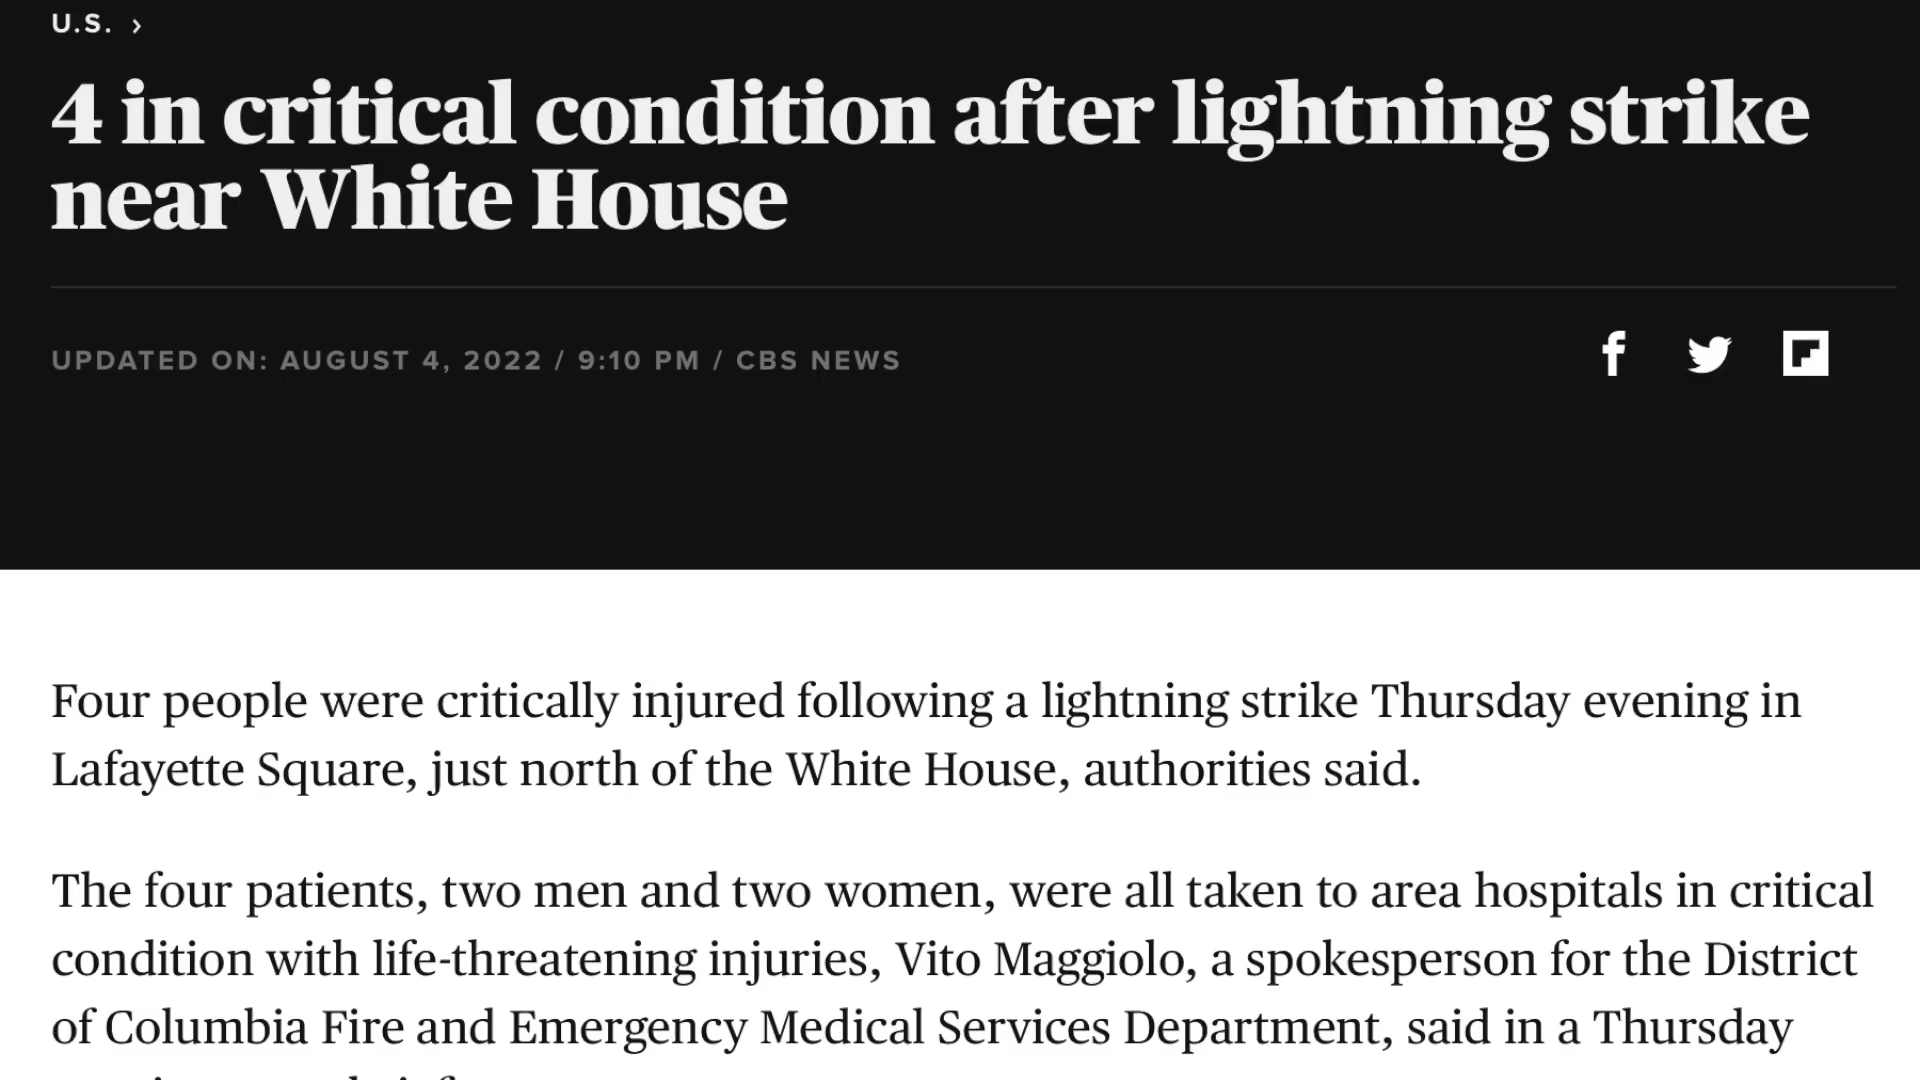 U.S. ›
4 in critical condition after lightning strike
near White House
UPDATED ON: AUGUST 4, 2022 / 9:10 PM / CBS NEWS
Four people were critically injured following a lightning strike Thursday evening in
Lafayette Square, just north of the White House, authorities said.
The four patients, two men and two women, were all taken to area hospitals in critical
condition with life-threatening injuries, Vito Maggiolo, a spokesperson for the District
of Columbia Fire and Emergency Medical Services Department, said in a Thursday